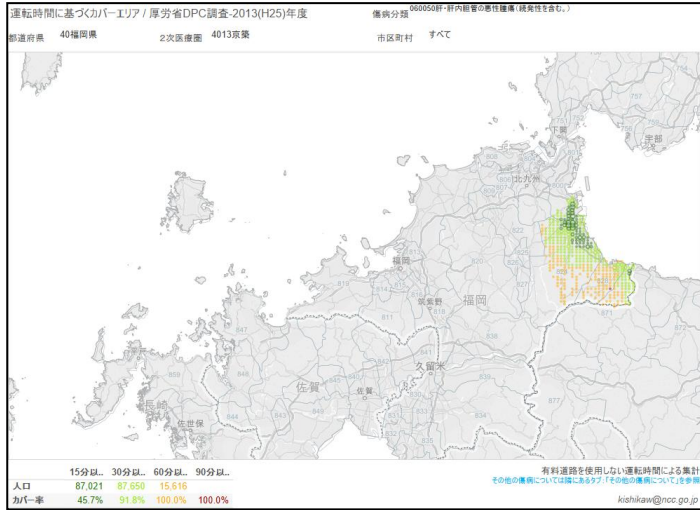 運転時間に基づくカバーエリア / 厚労省DPC調査-2013(H25)年度
傷病分類 060050肝・肝内胆管の悪性腫瘍(続発性を含む。)
都道府県 40福岡県 2次医療圏 4013京築 市区町村 すべて
下関
宇部
北九州
福岡
筑紫野
福岡
久留米
佐賀
佐賀
長崎
佐世保
15分以.. 30分以.. 60分以.. 90分以..
人口 87,021 87,650 15,616
カバー率 45.7% 91.8% 100.0% 100.0%
有料道路を使用しない運転時間による集計
その他の傷病については隣にあるタブ:「その他の傷病について」を参照
kishikaw@ncc.go.jp